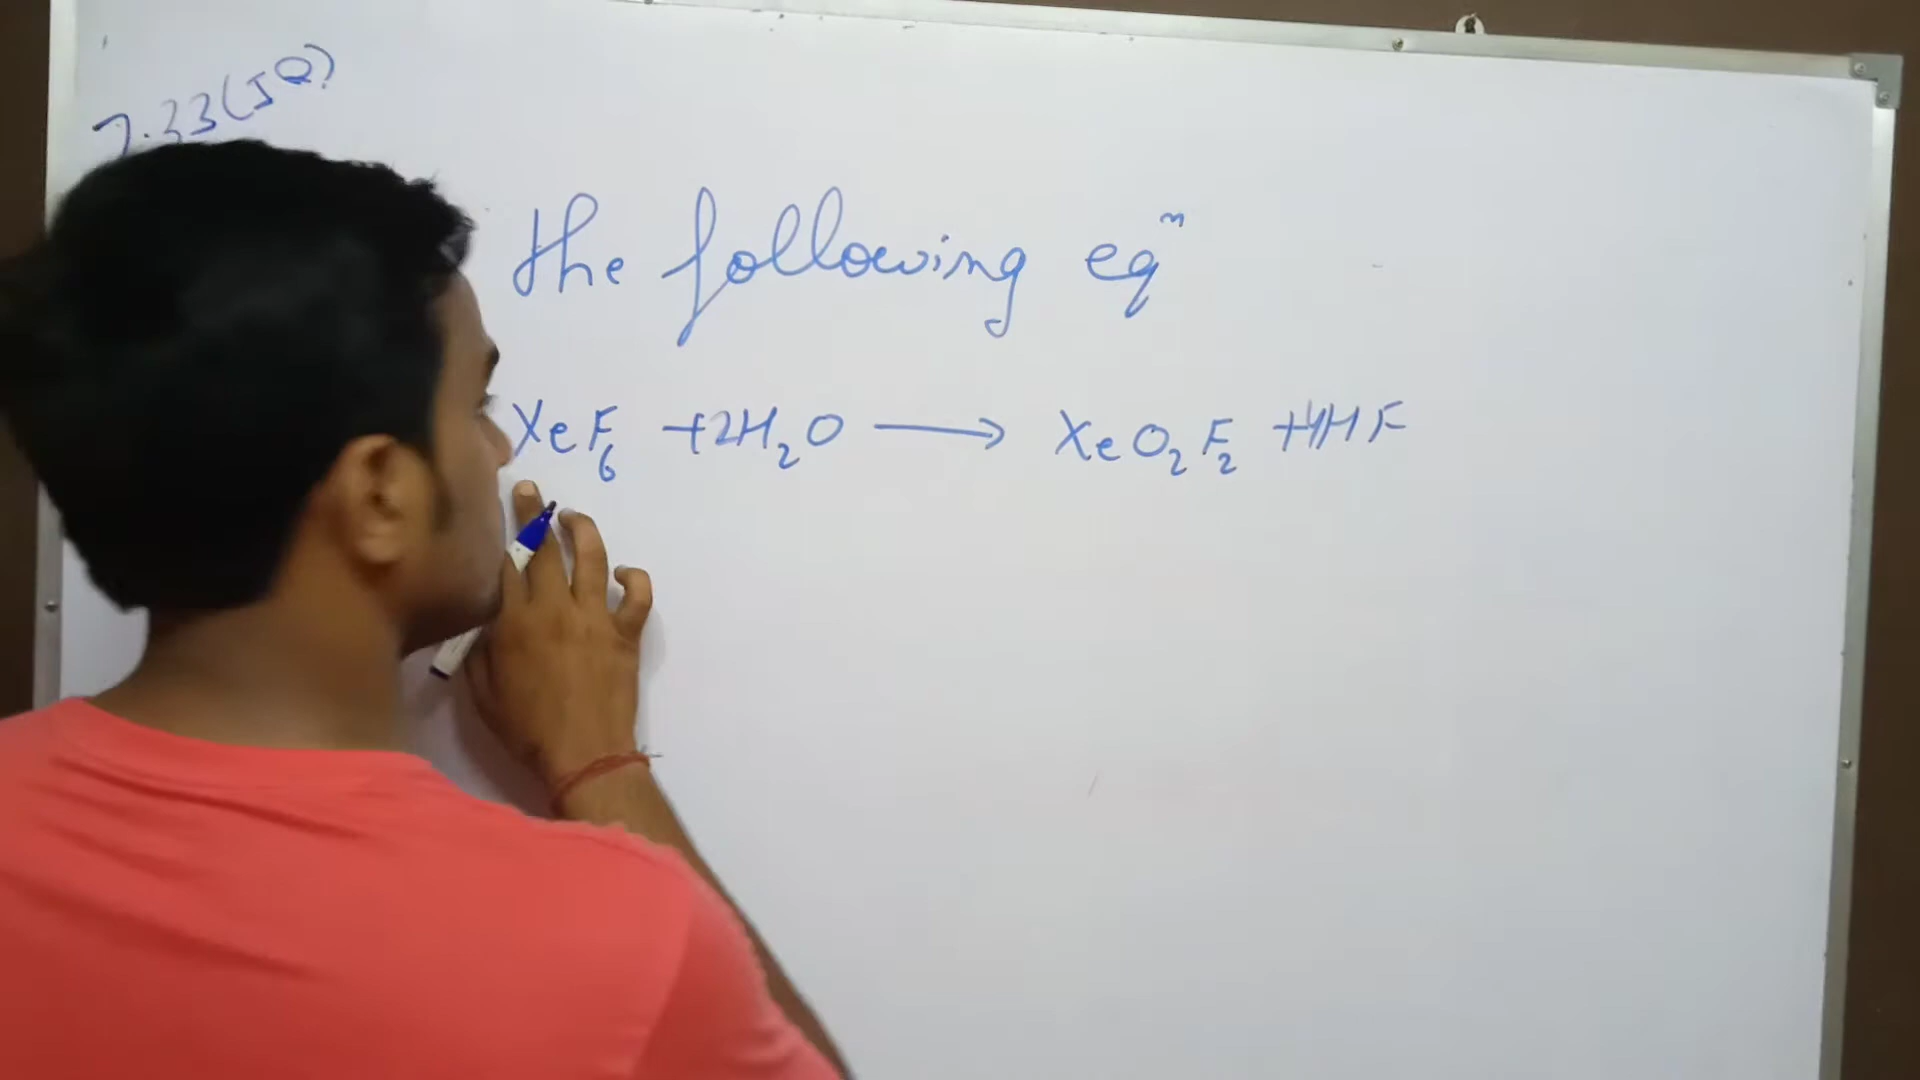 7.33 (JQ)
the following eqⁿ
XeF₆ + 2H₂O ⟶ XeO₂F₂ + 4HF